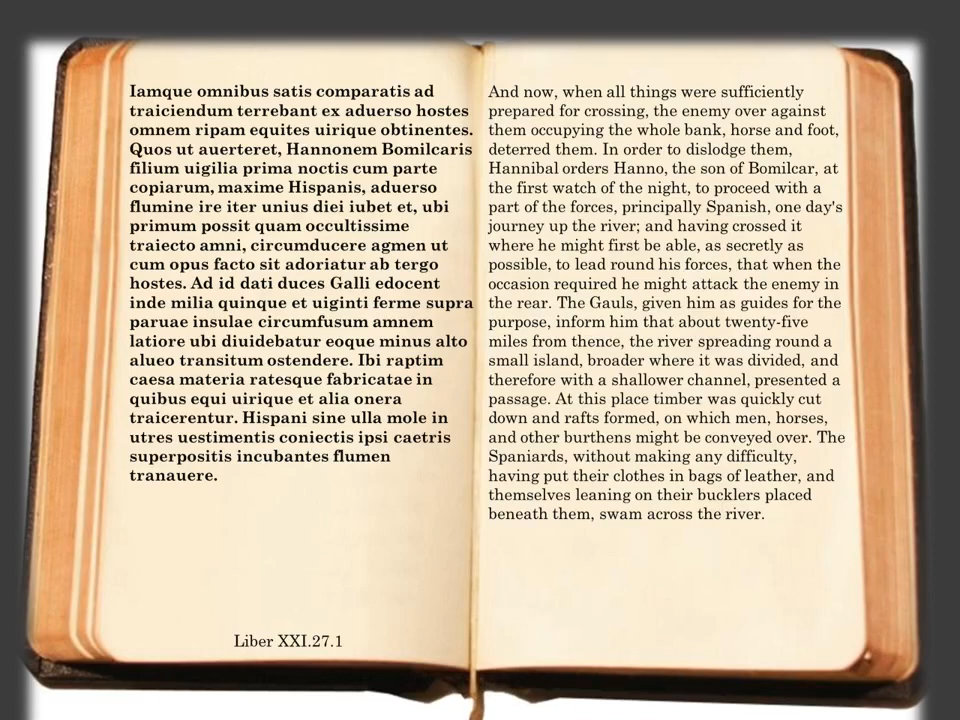 Iamque omnibus satis comparatis ad
traiciendum terrebant ex aduerso hostes
omnem ripam equites uirique obtinentes.
Quos ut auerteret, Hannonem Bomilcaris
filium uigilia prima noctis cum parte
copiarum, maxime Hispanis, aduerso
flumine ire iter unius diei iubet et, ubi
primum possit quam occultissime
traiecto amni, circumducere agmen ut
cum opus facto sit adoriatur ab tergo
hostes. Ad id dati duces Galli edocent
inde milia quinque et uiginti ferme supra
paruae insulae circumfusum amnem
latiore ubi diuidebatur eoque minus alto
alueo transitum ostendere. Ibi raptim
caesa materia ratesque fabricatae in
quibus equi uirique et alia onera
traicerentur. Hispani sine ulla mole in
utres uestimentis coniectis ipsi caetris
superpositis incubantes flumen
tranauere.
Liber XXI.27.1
And now, when all things were sufficiently
prepared for crossing, the enemy over against
them occupying the whole bank, horse and foot,
deterred them. In order to dislodge them,
Hannibal orders Hanno, the son of Bomilcar, at
the first watch of the night, to proceed with a
part of the forces, principally Spanish, one day's
journey up the river; and having crossed it
where he might first be able, as secretly as
possible, to lead round his forces, that when the
occasion required he might attack the enemy in
the rear. The Gauls, given him as guides for the
purpose, inform him that about twenty-five
miles from thence, the river spreading round a
small island, broader where it was divided, and
therefore with a shallower channel, presented a
passage. At this place timber was quickly cut
down and rafts formed, on which men, horses,
and other burthens might be conveyed over. The
Spaniards, without making any difficulty,
having put their clothes in bags of leather, and
themselves leaning on their bucklers placed
beneath them, swam across the river.